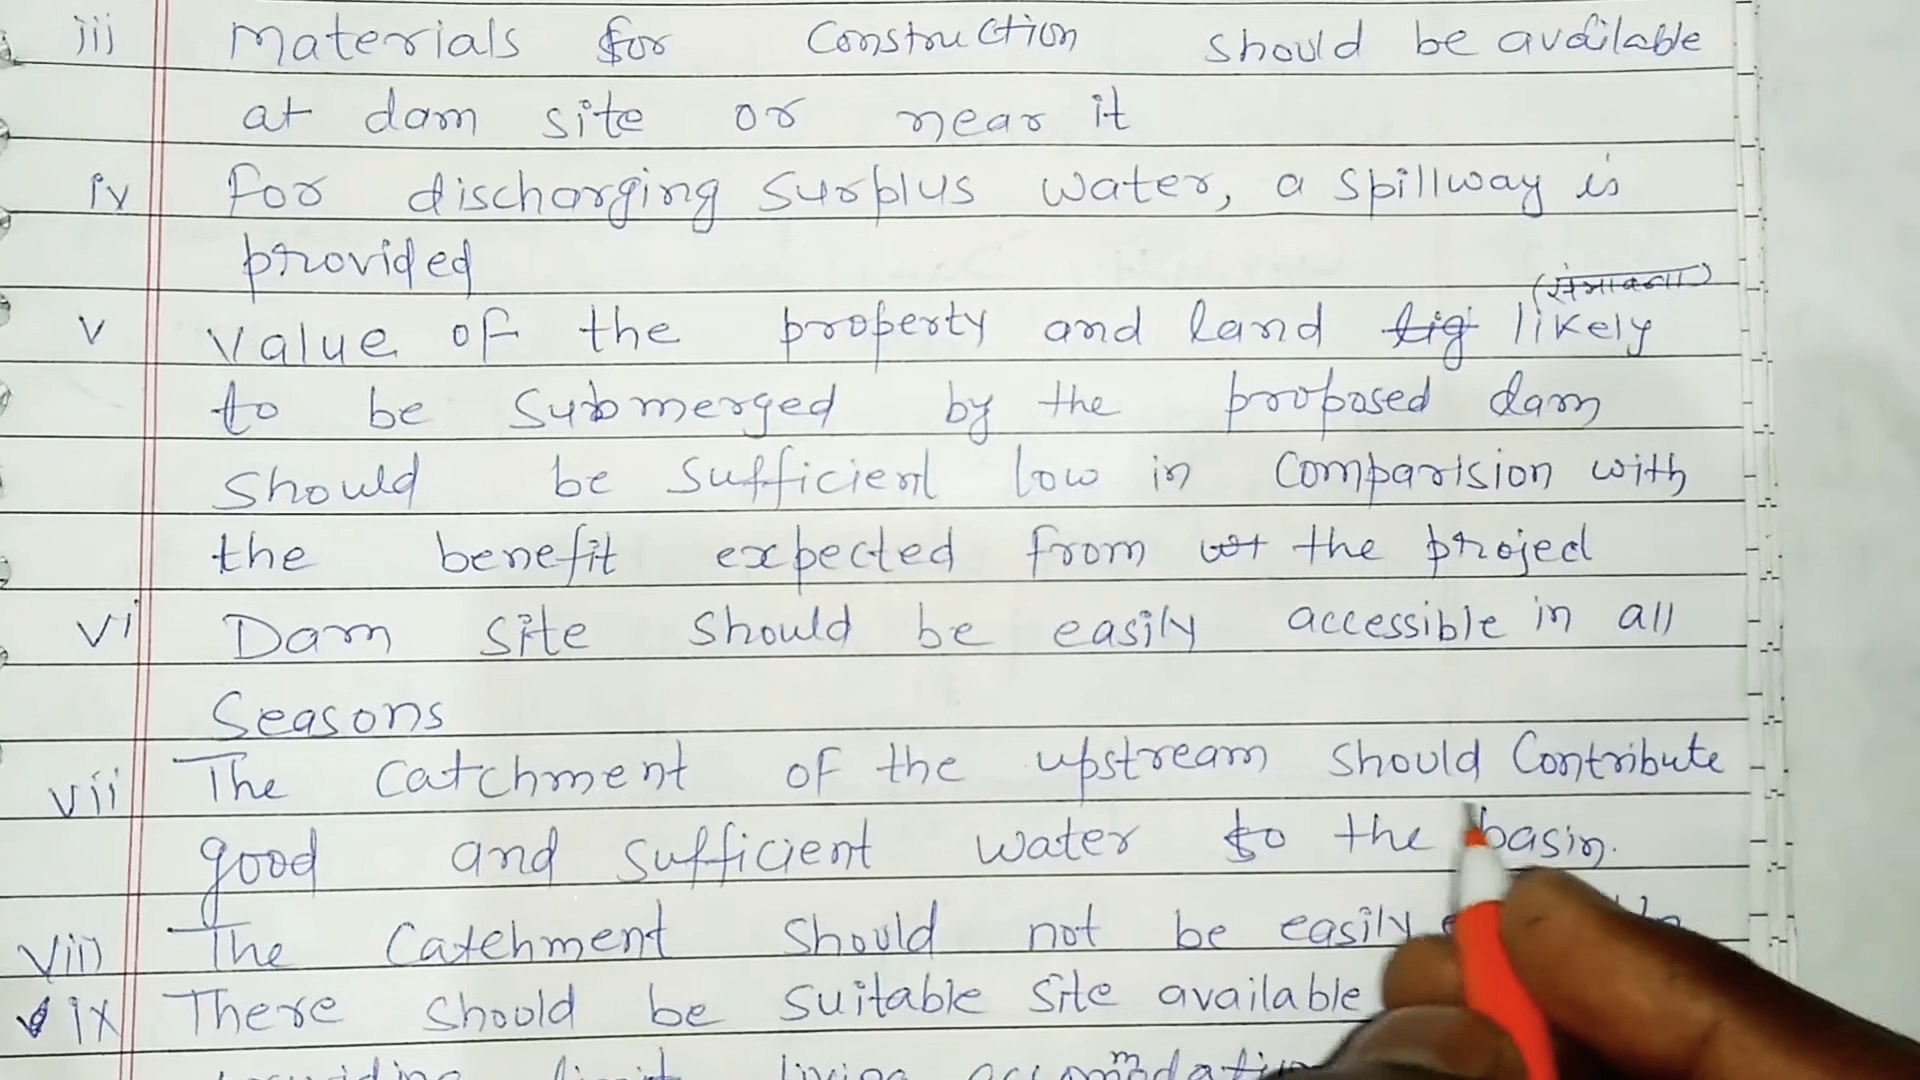 iii Materials for Construction should be available
at dam site or near it
iv For discharging surplus water, a spillway is
provided
(संभावना)
v Value of the property and land lig likely
to be submerged by the proposed dam
should be sufficient low in comparision with
the benefit expected from the project
vi Dam site should be easily accessible in all
Seasons
vii The Catchment of the upstream should Contribute
good and sufficient water to the basin.
viii The Catchment should not be easily
ix There should be suitable site available
living accommodation